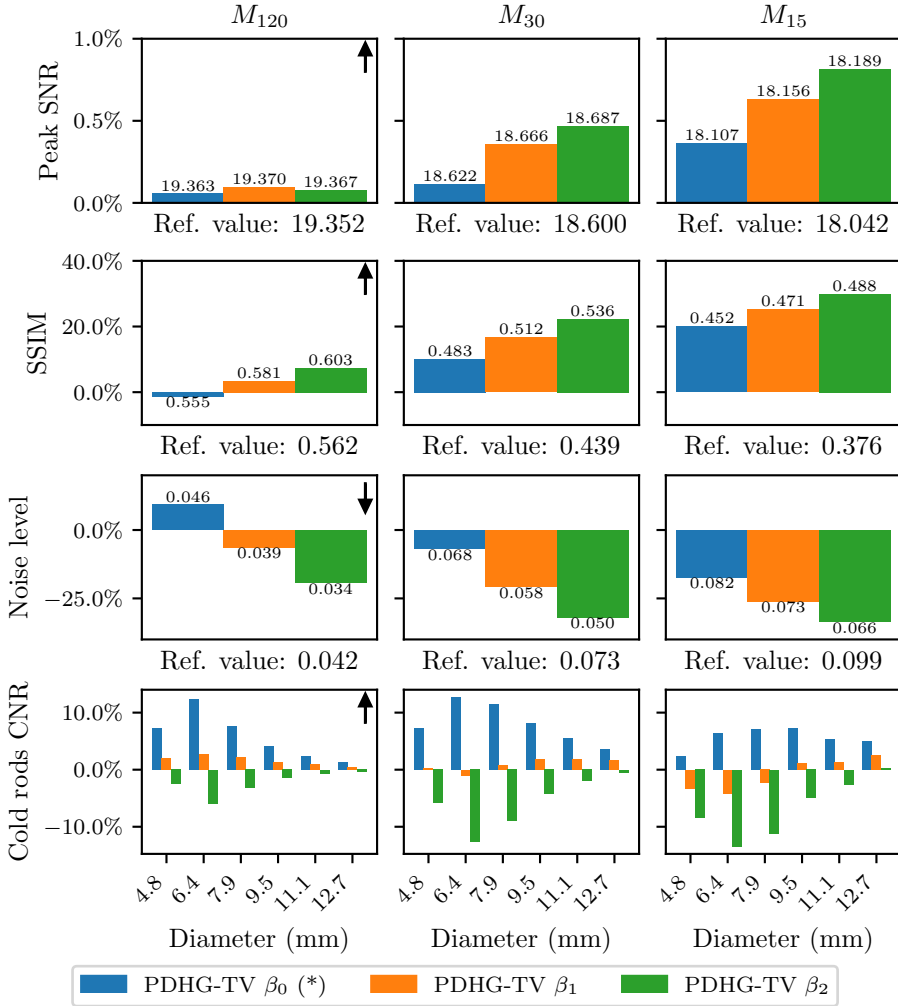 M120 M30 M15
Peak SNR
1.0%
0.5%
0.0%
19.363 19.370 19.367
18.622 18.666 18.687
18.107 18.156 18.189
Ref. value: 19.352 Ref. value: 18.600 Ref. value: 18.042
SSIM
40.0%
20.0%
0.0%
0.555 0.581 0.603
0.483 0.512 0.536
0.452 0.471 0.488
Ref. value: 0.562 Ref. value: 0.439 Ref. value: 0.376
Noise level
0.0%
−25.0%
0.046 0.039 0.034
0.068 0.058 0.050
0.082 0.073 0.066
Ref. value: 0.042 Ref. value: 0.073 Ref. value: 0.099
Cold rods CNR
10.0%
0.0%
−10.0%
4.8 6.4 7.9 9.5 11.1 12.7
4.8 6.4 7.9 9.5 11.1 12.7
4.8 6.4 7.9 9.5 11.1 12.7
Diameter (mm) Diameter (mm) Diameter (mm)
PDHG-TV β0 (*) PDHG-TV β1 PDHG-TV β2